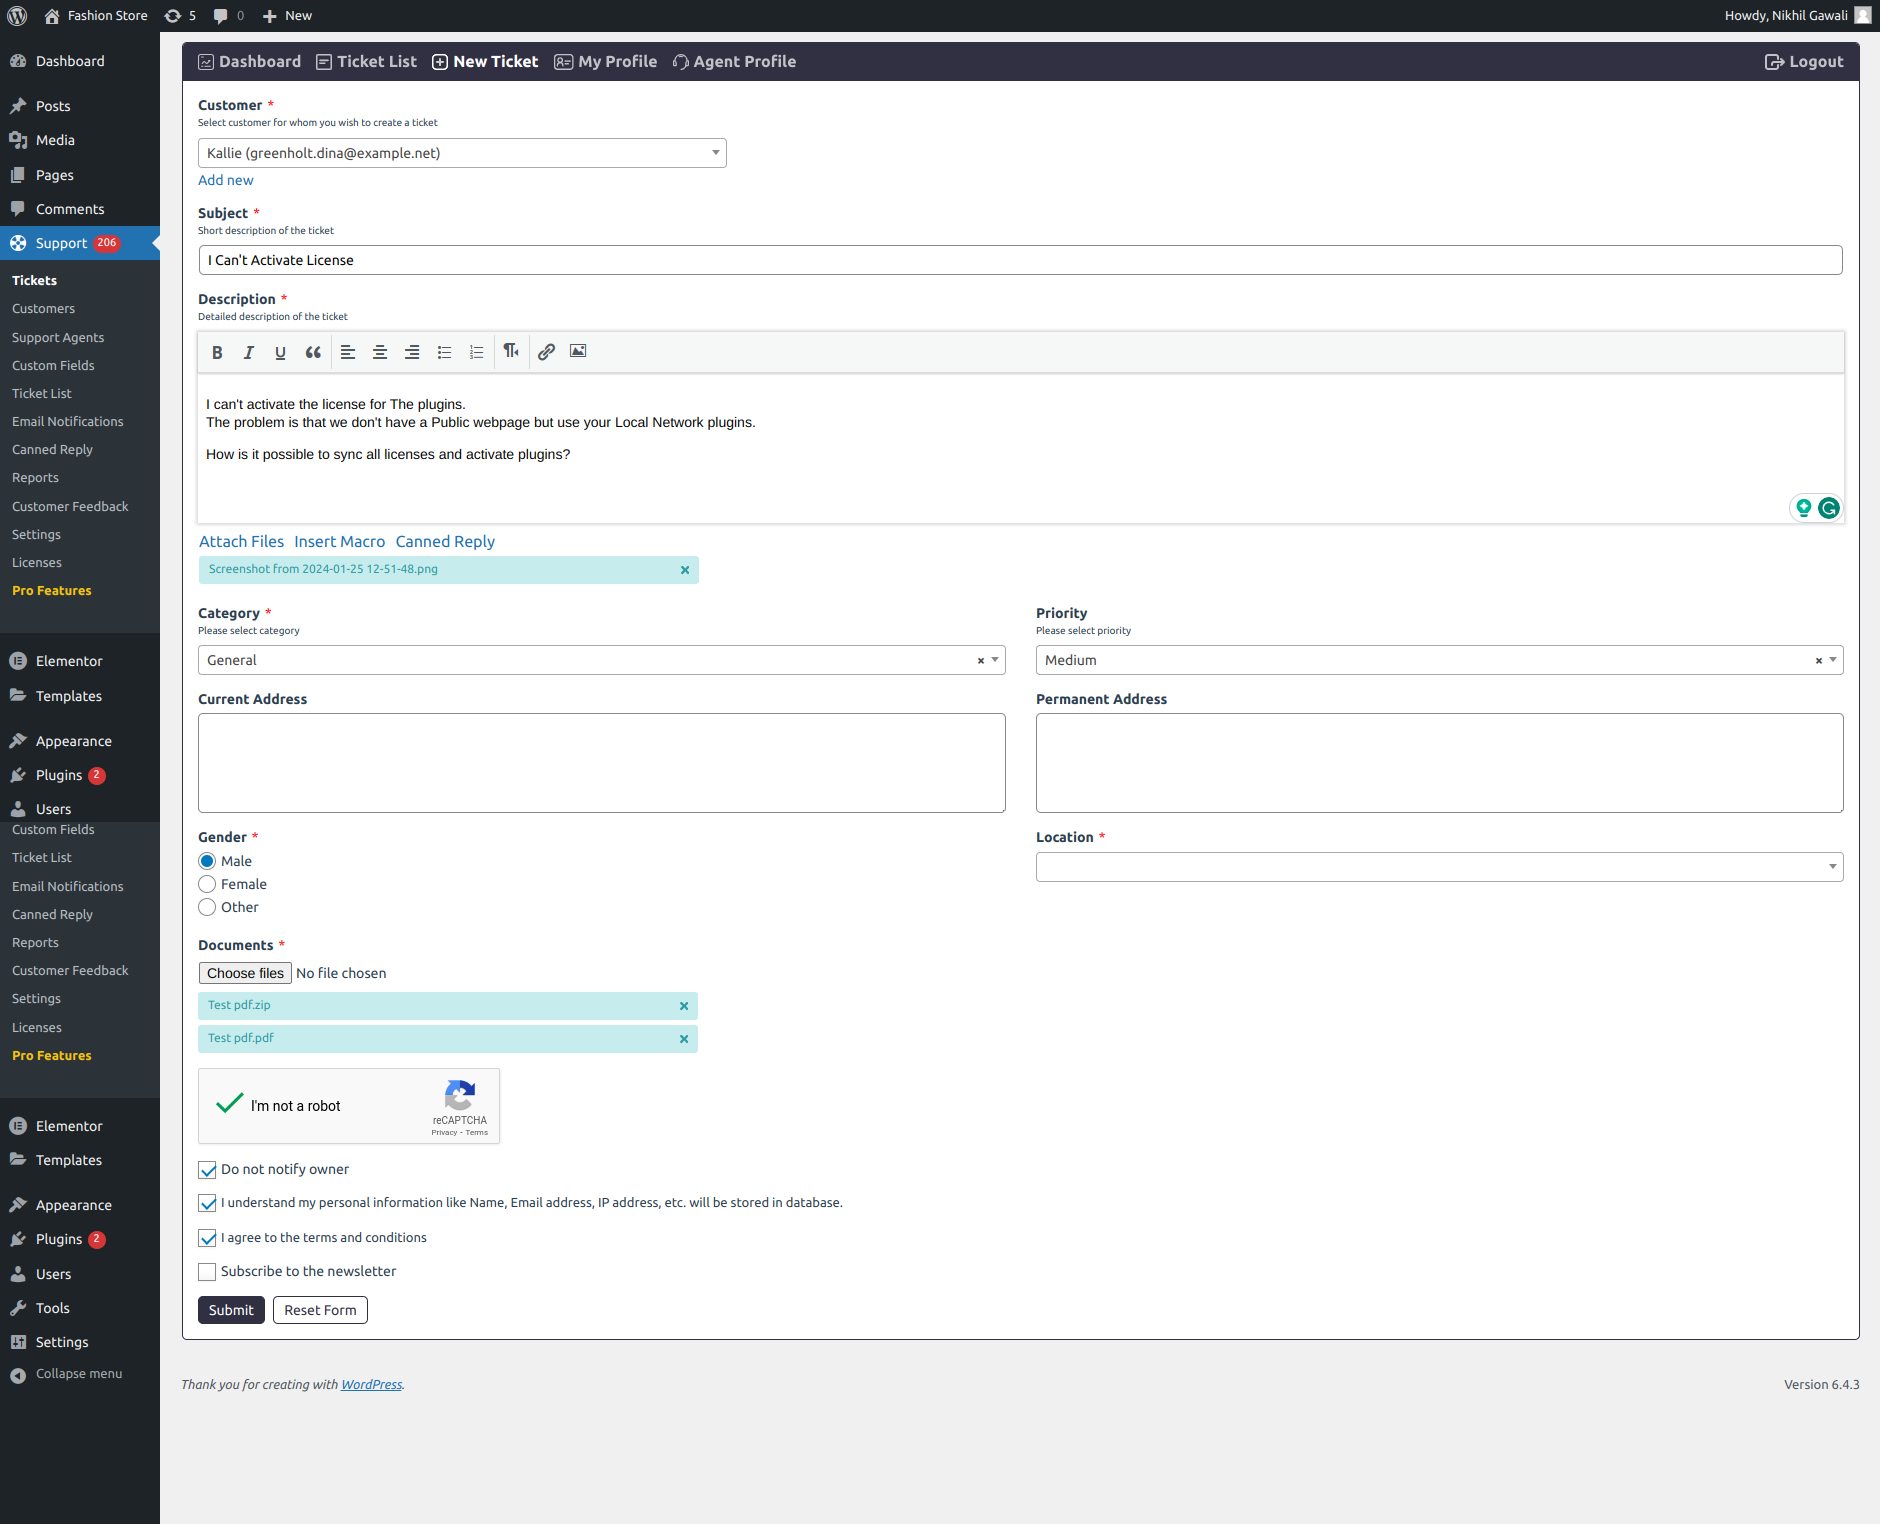 Fashion Store 5 0 New Howdy, Nikhil Gawali
Dashboard
Posts
Media
Pages
Comments
Support 206
Tickets
Customers
Support Agents
Custom Fields
Ticket List
Email Notifications
Canned Reply
Reports
Customer Feedback
Settings
Licenses
Pro Features
Elementor
Templates
Appearance
Plugins 2
Users
Custom Fields
Ticket List
Email Notifications
Canned Reply
Reports
Customer Feedback
Settings
Licenses
Pro Features
Elementor
Templates
Appearance
Plugins 2
Users
Tools
Settings
Collapse menu
Dashboard Ticket List New Ticket My Profile Agent Profile Logout
Customer *
Select customer for whom you wish to create a ticket
Kallie (greenholt.dina@example.net)
Add new
Subject *
Short description of the ticket
I Can't Activate License
Description *
Detailed description of the ticket
B I U
I can't activate the license for The plugins.
The problem is that we don't have a Public webpage but use your Local Network plugins.
How is it possible to sync all licenses and activate plugins?
Attach Files Insert Macro Canned Reply
Screenshot from 2024-01-25 12-51-48.png ×
Category * Priority
Please select category Please select priority
General × Medium ×
Current Address Permanent Address
Gender * Location *
Male
Female
Other
Documents *
Choose files No file chosen
Test pdf.zip ×
Test pdf.pdf ×
I'm not a robot
reCAPTCHA
Privacy - Terms
Do not notify owner
I understand my personal information like Name, Email address, IP address, etc. will be stored in database.
I agree to the terms and conditions
Subscribe to the newsletter
Submit Reset Form
Thank you for creating with WordPress. Version 6.4.3